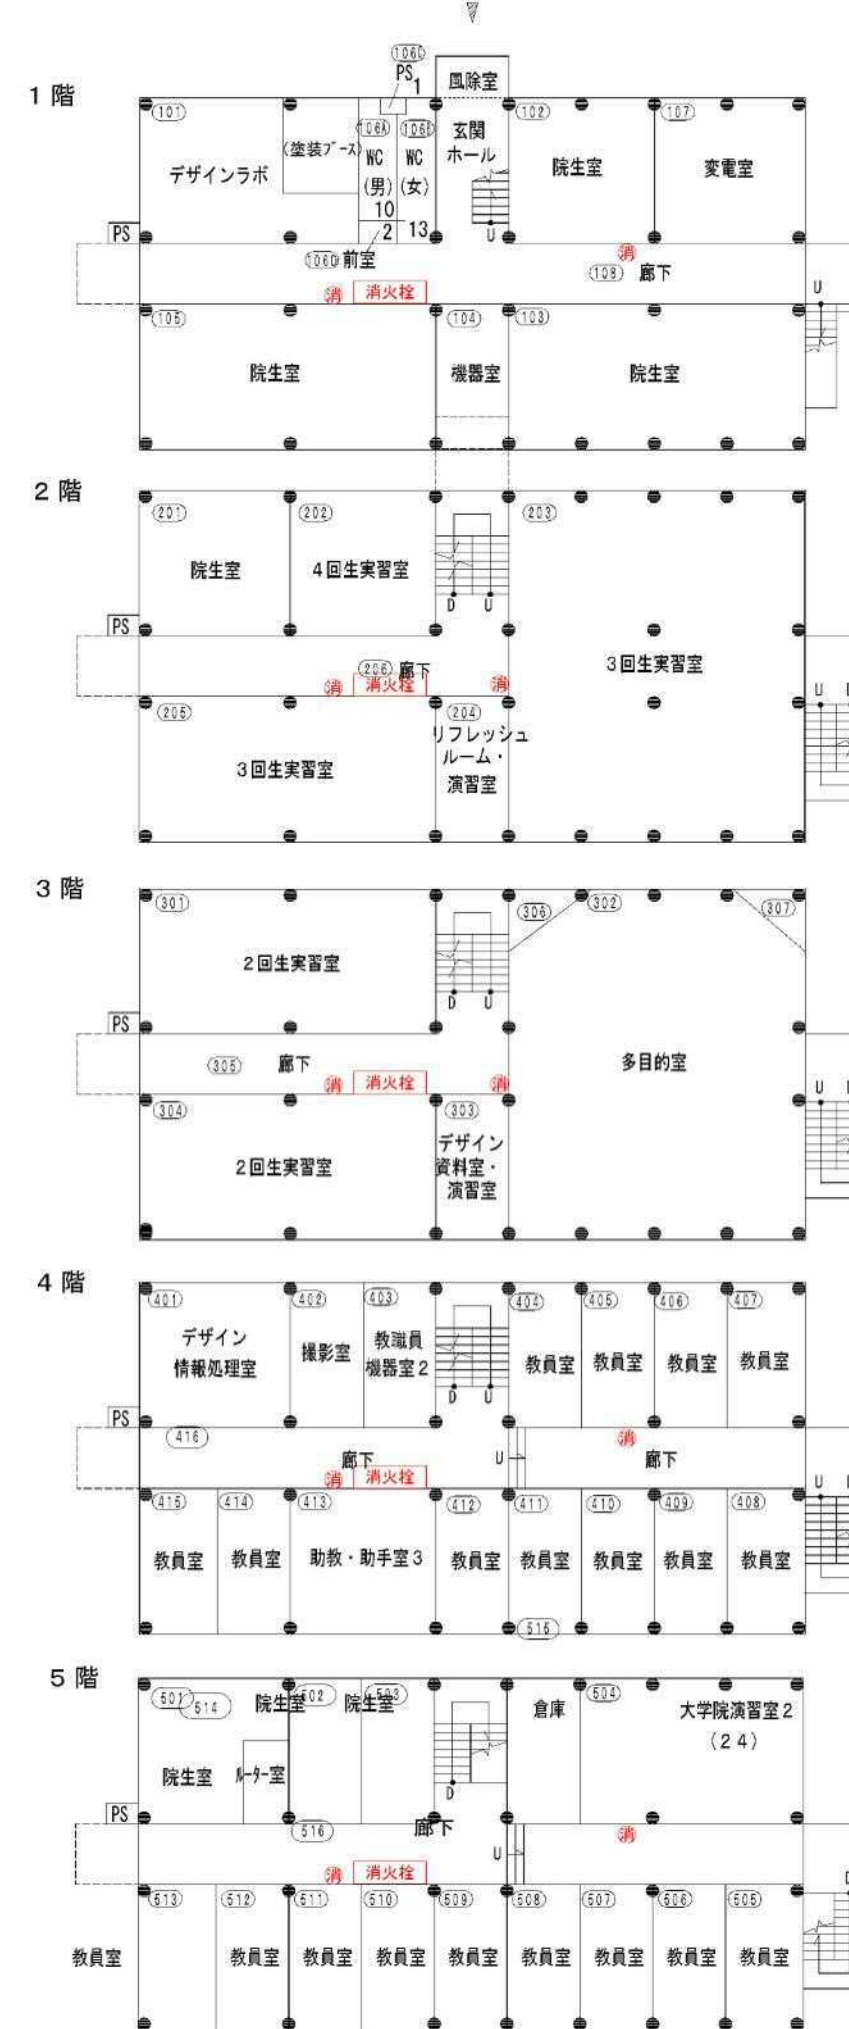 1階
106C
PS
1
風除室
101
106A
106B
玄関
ホール
102
107
(塗装ブース)
WC
(男)
10
WC
(女)
13
デザインラボ
院生室
変電室
PS
2
U
106D 前室
消
108 廊下
消 消火栓
U
105
104
103
院生室
機器室
院生室
2階
201
202
203
院生室
4回生実習室
D U
PS
206 廊下
消 消火栓
消
3回生実習室
U
205
204
リフレッシュ
ルーム・
演習室
3回生実習室
3階
301
306
302
307
2回生実習室
D U
PS
305 廊下
消 消火栓
消
多目的室
U
304
303
デザイン
資料室・
演習室
2回生実習室
4階
401
402
403
404
405
406
407
デザイン
情報処理室
撮影室
教職員
機器室2
教員室
教員室
教員室
教員室
D U
PS
416
廊下
U
消
廊下
消 消火栓
U
415
414
413
412
411
410
409
408
教員室
教員室
助教・助手室3
教員室
教員室
教員室
教員室
教員室
515
5階
501
514
院生室
502
院生室
503
倉庫
504
大学院演習室2
(24)
院生室
ルーター室
D
PS
516
廊下
U
消
消 消火栓
513
512
511
510
509
508
507
506
505
教員室
教員室
教員室
教員室
教員室
教員室
教員室
教員室
教員室